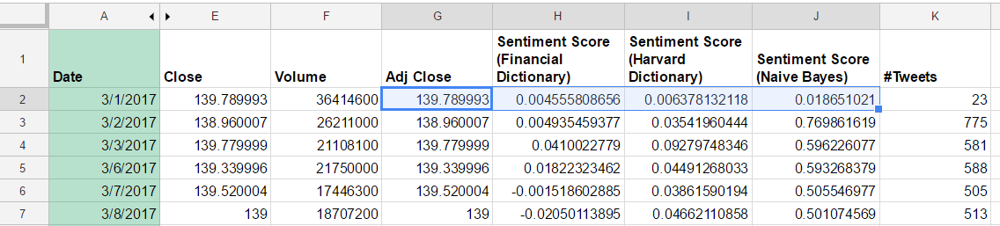 A E F G H I J K
1 Date Close Volume Adj Close Sentiment Score (Financial Dictionary) Sentiment Score (Harvard Dictionary) Sentiment Score (Naive Bayes) #Tweets
2 3/1/2017 139.789993 36414600 139.789993 0.004555808656 0.006378132118 0.018651021 23
3 3/2/2017 138.960007 26211000 138.960007 0.004935459377 0.03541960444 0.769861619 775
4 3/3/2017 139.779999 21108100 139.779999 0.0410022779 0.09279748346 0.596226077 581
5 3/6/2017 139.339996 21750000 139.339996 0.01822323462 0.04491268033 0.593268379 588
6 3/7/2017 139.520004 17446300 139.520004 -0.001518602885 0.03861590194 0.505546977 505
7 3/8/2017 139 18707200 139 -0.02050113895 0.04662110858 0.501074569 513